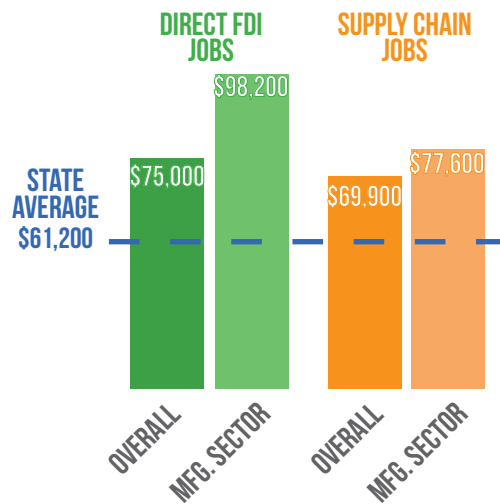 DIRECT FDI
JOBS
SUPPLY CHAIN
JOBS
$98,200
$77,600
$75,000
$69,900
STATE
AVERAGE
$61,200
OVERALL
MFG. SECTOR
OVERALL
MFG. SECTOR